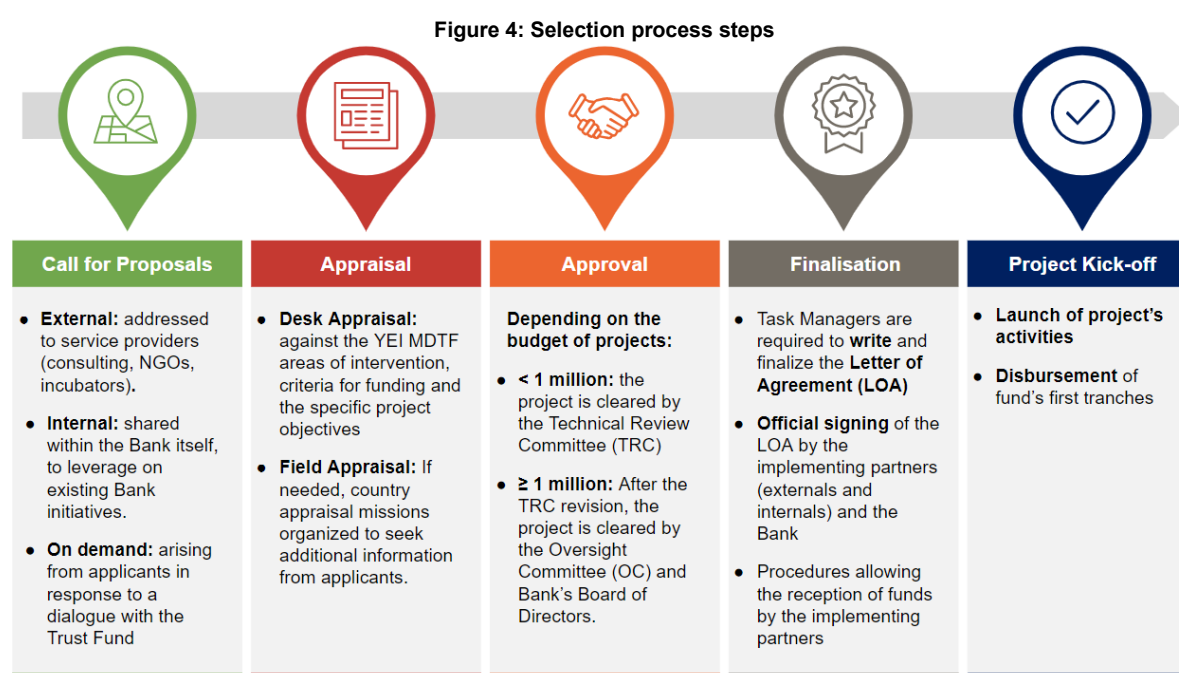 Figure 4: Selection process steps
Call for Proposals
● External: addressed
to service providers
(consulting, NGOs,
incubators).
● Internal: shared
within the Bank itself,
to leverage on
existing Bank
initiatives.
● On demand: arising
from applicants in
response to a
dialogue with the
Trust Fund
Appraisal
● Desk Appraisal:
against the YEI MDTF
areas of intervention,
criteria for funding and
the specific project
objectives
● Field Appraisal: If
needed, country
appraisal missions
organized to seek
additional information
from applicants.
Approval
Depending on the
budget of projects:
● < 1 million: the
project is cleared by
the Technical Review
Committee (TRC)
● ≥ 1 million: After the
TRC revision, the
project is cleared by
the Oversight
Committee (OC) and
Bank’s Board of
Directors.
Finalisation
● Task Managers are
required to write and
finalize the Letter of
Agreement (LOA)
● Official signing of the
LOA by the
implementing partners
(externals and
internals) and the
Bank
● Procedures allowing
the reception of funds
by the implementing
partners
Project Kick-off
● Launch of project’s
activities
● Disbursement of
fund’s first tranches